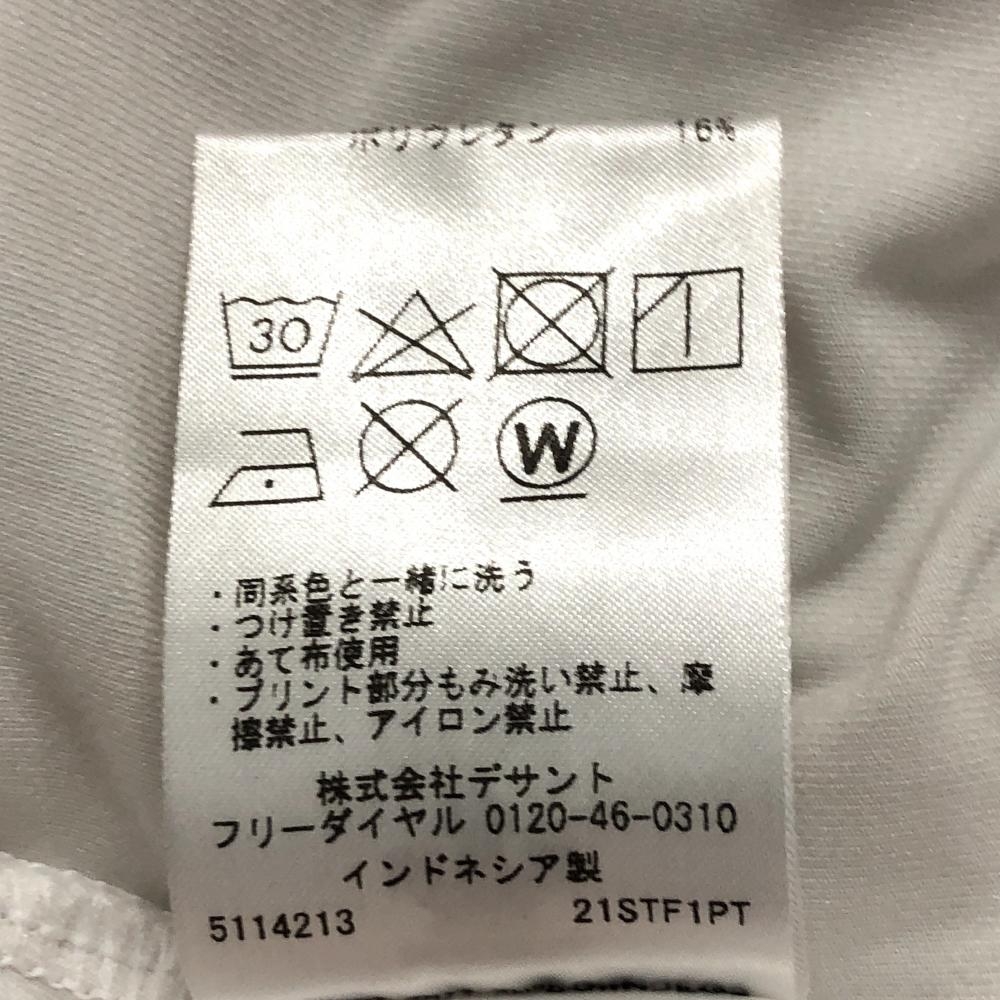 ポリウレタン 16%
30
W
・同系色と一緒に洗う
・つけ置き禁止
・あて布使用
・プリント部分もみ洗い禁止、摩
擦禁止、アイロン禁止
株式会社デサント
フリーダイヤル 0120-46-0310
インドネシア製
5114213 21STF1PT